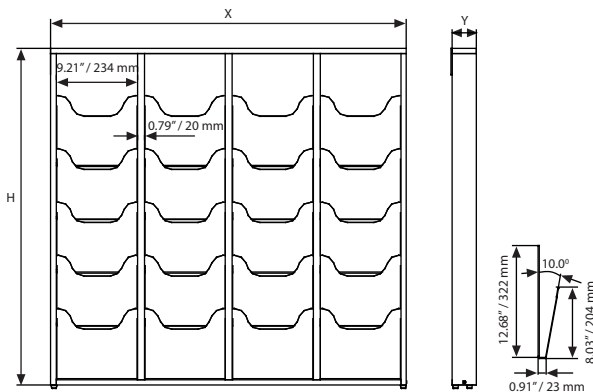 X
Y
9.21” / 234 mm
0.79” / 20 mm
H
10.0⁰
12.68” / 322 mm
8.03” / 204 mm
0.91” / 23 mm